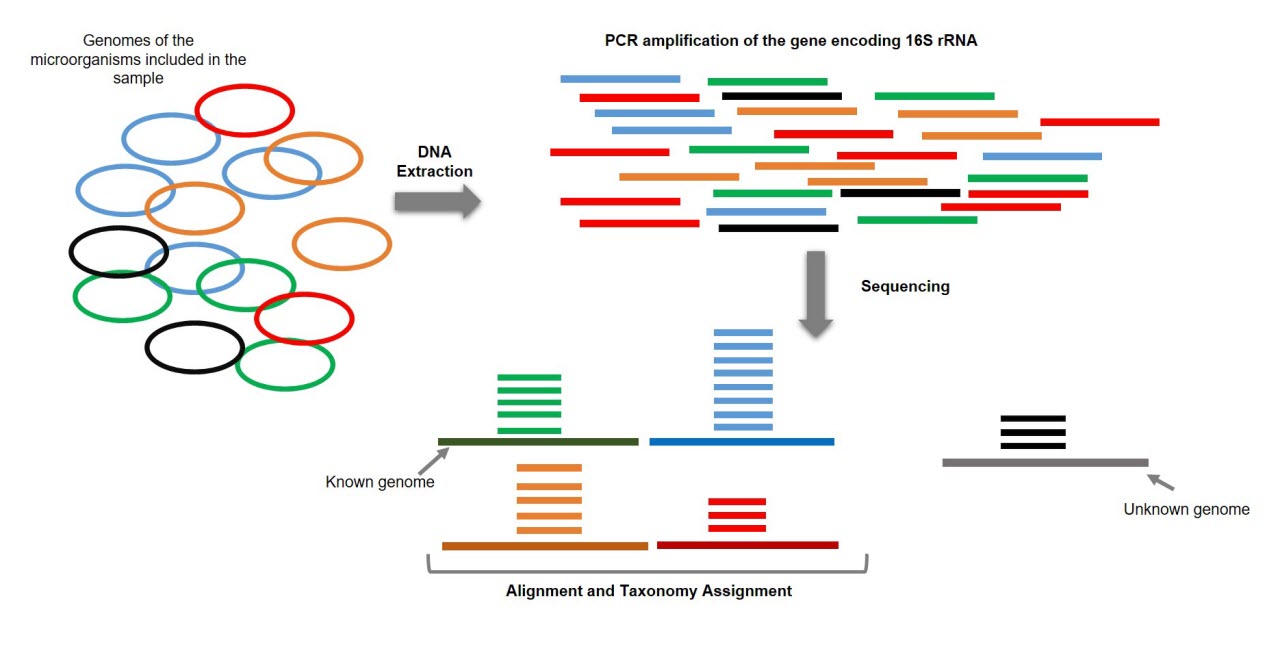 Genomes of the
microorganisms included in the
sample
PCR amplification of the gene encoding 16S rRNA
DNA
Extraction
Sequencing
Known genome
Unknown genome
Alignment and Taxonomy Assignment